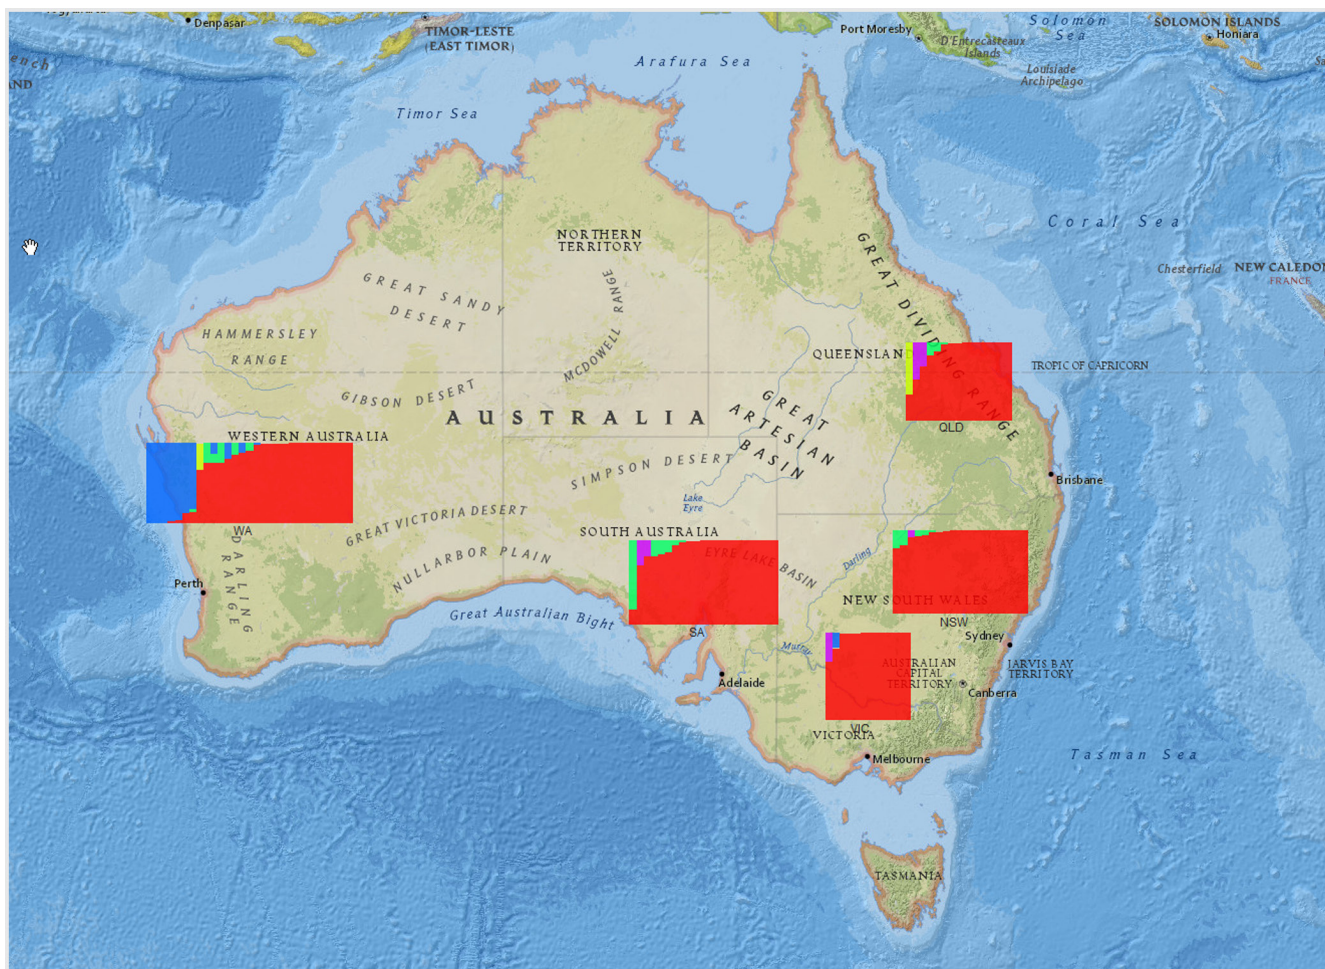 Denpasar
TIMOR-LESTE
(EAST TIMOR)
Port Moresby
D'Entrecasteaux
Islands
Solomon
Sea
SOLOMON ISLANDS
Honiara
Louisiade
Archipelago
Arafura Sea
Timor Sea
Coral Sea
NORTHERN
TERRITORY
GREAT DIVIDING RANGE
Chesterfield
NEW CALEDO
FRANCE
GREAT SANDY
DESERT
MCDOWELL RANGE
HAMMERSLEY
RANGE
QUEENSLAN
TROPIC OF CAPRICORN
GIBSON DESERT
AUSTRALIA
GREAT
ARTESIAN
BASIN
QLD
WESTERN AUSTRALIA
SIMPSON DESERT
Brisbane
Lake
Eyre
GREAT VICTORIA DESERT
SOUTH AUSTRALIA
WA
DARLING
RANGE
NULLARBOR PLAIN
EYRE LAKE BASIN
Darling
Perth
NEW SOUTH WALES
Great Australian Bight
NSW
SA
Sydney
Murray
AUSTRALIAN
CAPITAL
TERRITORY
JARVIS BAY
TERRITORY
Adelaide
Canberra
VIC
VICTORIA
Melbourne
Tasman Sea
TASMANIA